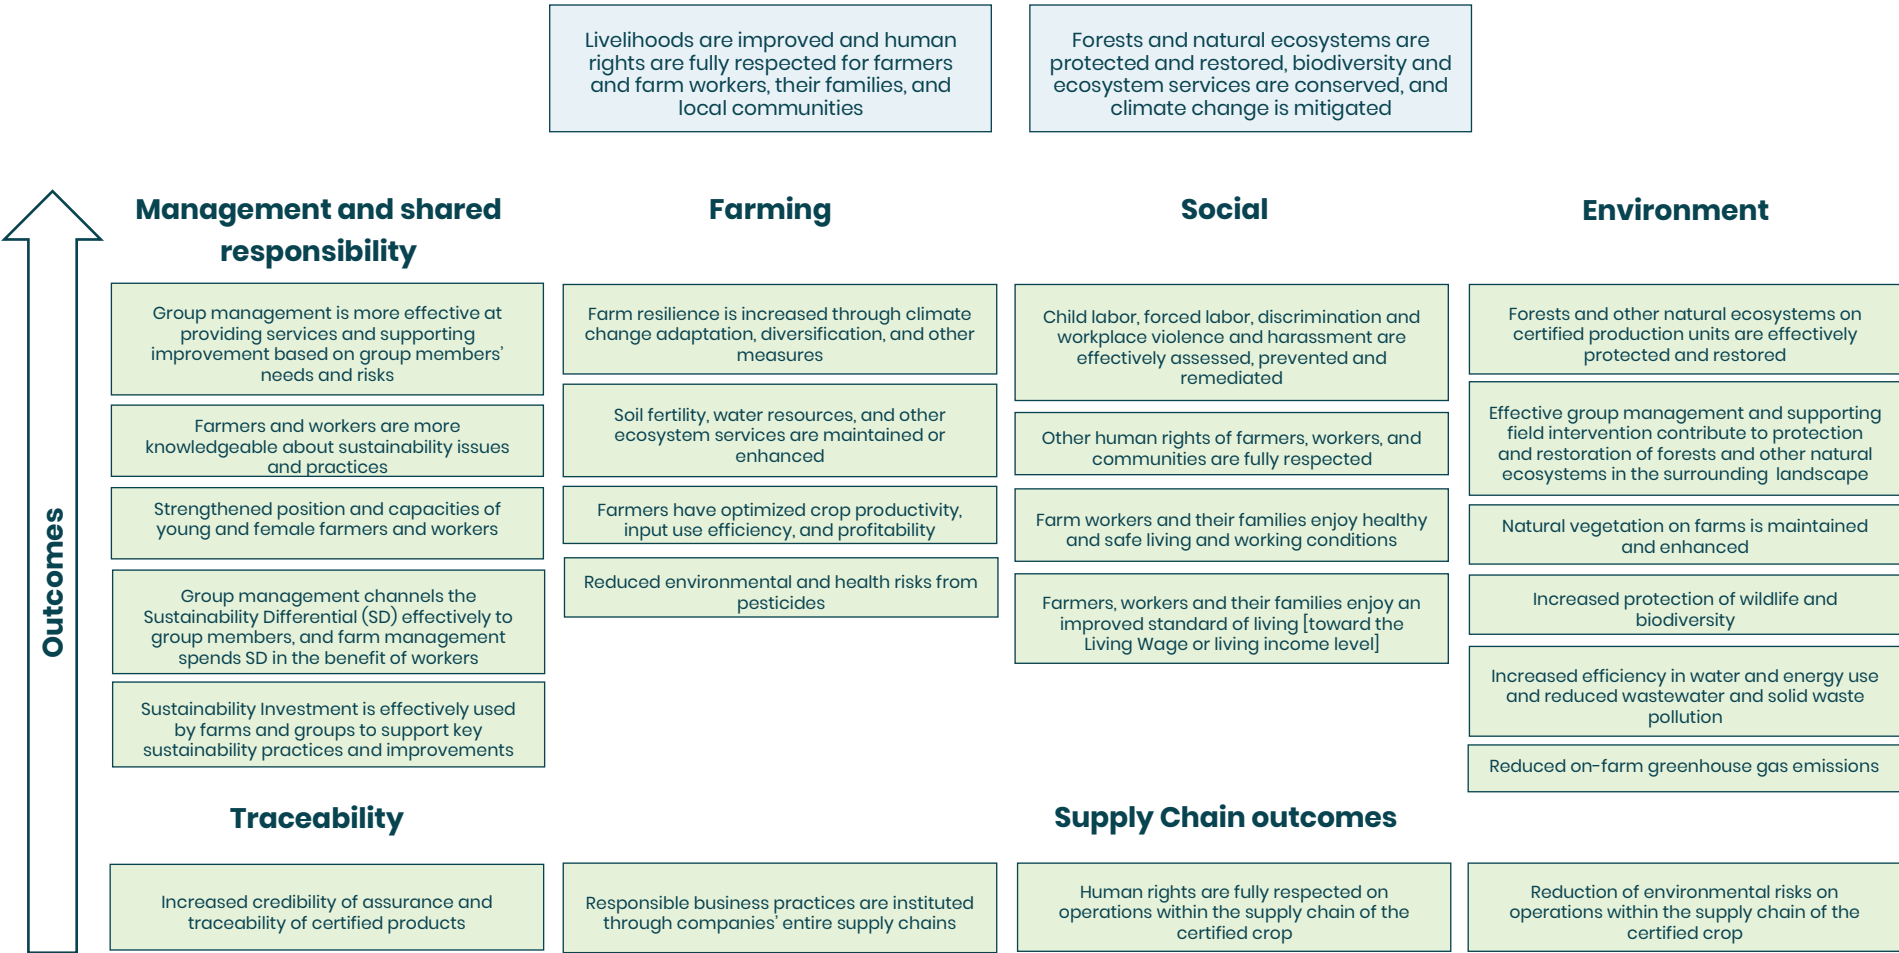 Livelihoods are improved and human
rights are fully respected for farmers
and farm workers, their families, and
local communities
Forests and natural ecosystems are
protected and restored, biodiversity and
ecosystem services are conserved, and
climate change is mitigated
Outcomes
Management and shared
responsibility
Group management is more effective at
providing services and supporting
improvement based on group members’
needs and risks
Farmers and workers are more
knowledgeable about sustainability issues
and practices
Strengthened position and capacities of
young and female farmers and workers
Group management channels the
Sustainability Differential (SD) effectively to
group members, and farm management
spends SD in the benefit of workers
Sustainability Investment is effectively used
by farms and groups to support key
sustainability practices and improvements
Farming
Farm resilience is increased through climate
change adaptation, diversification, and other
measures
Soil fertility, water resources, and other
ecosystem services are maintained or
enhanced
Farmers have optimized crop productivity,
input use efficiency, and profitability
Reduced environmental and health risks from
pesticides
Social
Child labor, forced labor, discrimination and
workplace violence and harassment are
effectively assessed, prevented and
remediated
Other human rights of farmers, workers, and
communities are fully respected
Farm workers and their families enjoy healthy
and safe living and working conditions
Farmers, workers and their families enjoy an
improved standard of living [toward the
Living Wage or living income level]
Environment
Forests and other natural ecosystems on
certified production units are effectively
protected and restored
Effective group management and supporting
field intervention contribute to protection
and restoration of forests and other natural
ecosystems in the surrounding landscape
Natural vegetation on farms is maintained
and enhanced
Increased protection of wildlife and
biodiversity
Increased efficiency in water and energy use
and reduced wastewater and solid waste
pollution
Reduced on-farm greenhouse gas emissions
Traceability
Increased credibility of assurance and
traceability of certified products
Supply Chain outcomes
Responsible business practices are instituted
through companies’ entire supply chains
Human rights are fully respected on
operations within the supply chain of the
certified crop
Reduction of environmental risks on
operations within the supply chain of the
certified crop